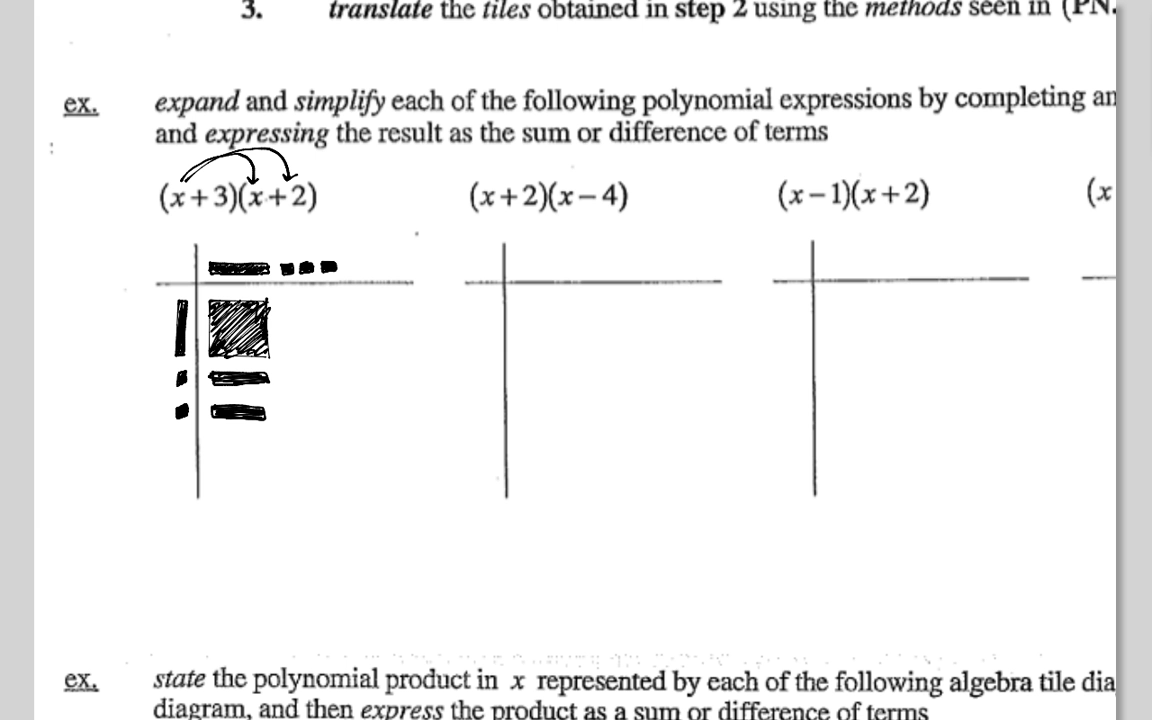 3. translate the tiles obtained in step 2 using the methods seen in (PN.
ex. expand and simplify each of the following polynomial expressions by completing an
and expressing the result as the sum or difference of terms
(x+3)(x+2) (x+2)(x−4) (x−1)(x+2) (x
ex. state the polynomial product in x represented by each of the following algebra tile dia
diagram, and then express the product as a sum or difference of terms